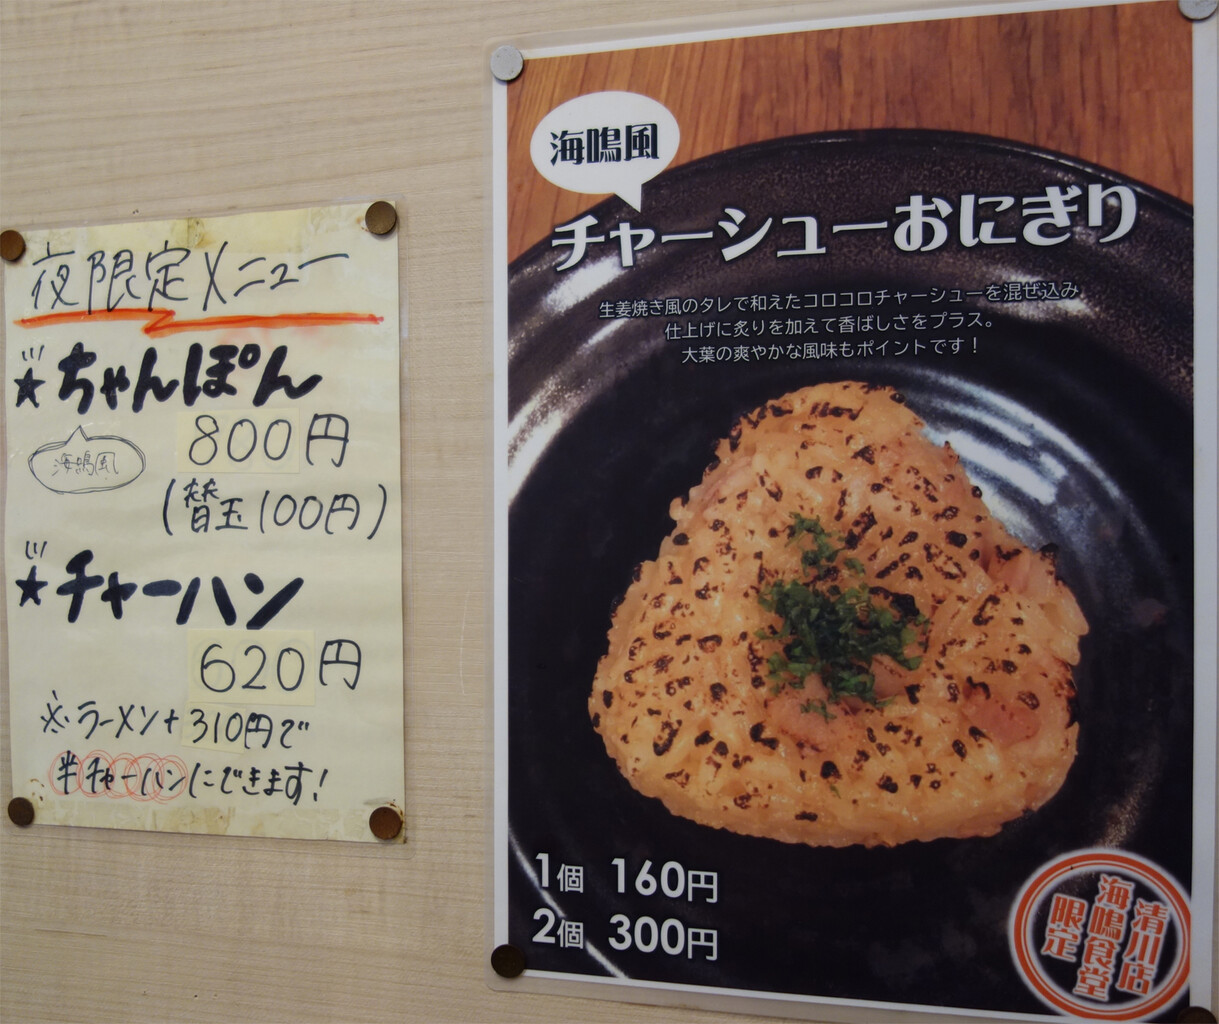 夜限定メニュー
★ちゃんぽん
海鳴風
800円
(替玉100円)
★チャーハン
620円
※ラーメン+310円で
半チャーハンにできます!
海鳴風
チャーシューおにぎり
生姜焼き風のタレで和えたコロコロチャーシューを混ぜ込み
仕上げに炙りを加えて香ばしさをプラス。
大葉の爽やかな風味もポイントです!
1個 160円
2個 300円
清川店
海鳴食堂
限定